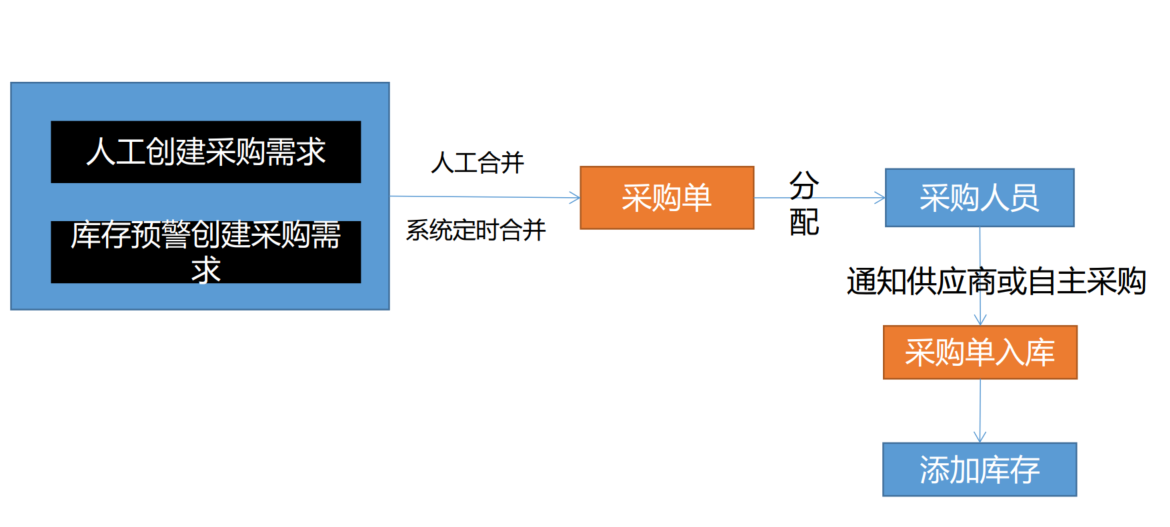 人工创建采购需求
库存预警创建采购需
求
人工合并
系统定时合并
采购单
分
配
采购人员
通知供应商或自主采购
采购单入库
添加库存